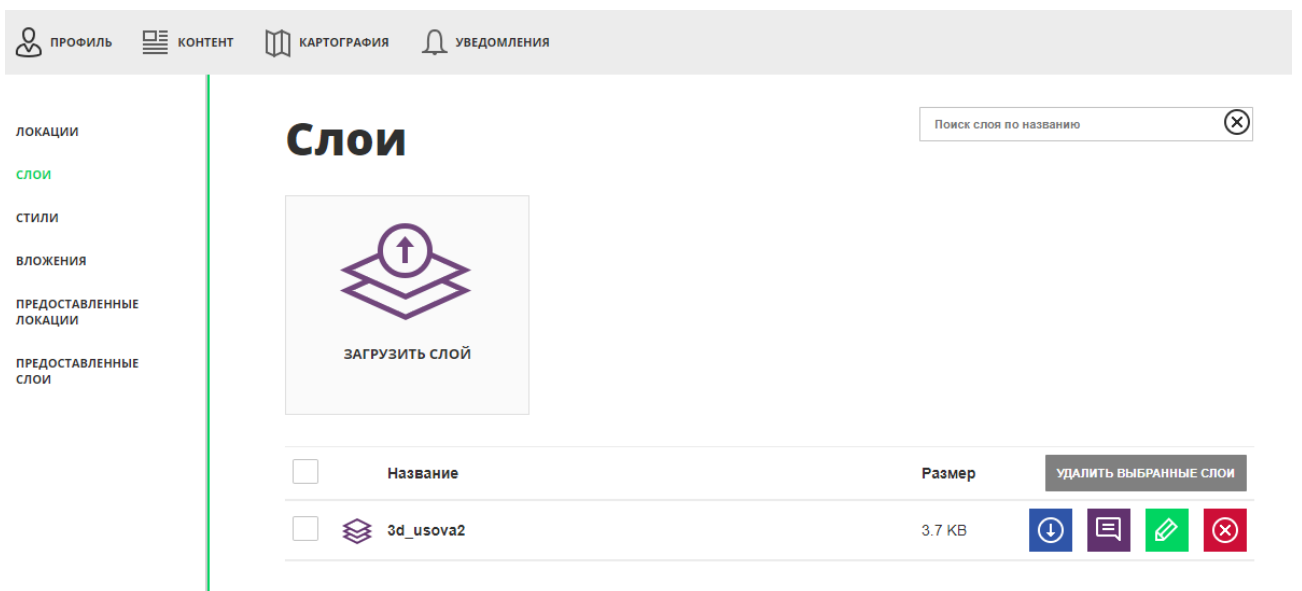 ПРОФИЛЬ КОНТЕНТ КАРТОГРАФИЯ УВЕДОМЛЕНИЯ
ЛОКАЦИИ
СЛОИ
СТИЛИ
ВЛОЖЕНИЯ
ПРЕДОСТАВЛЕННЫЕ
ЛОКАЦИИ
ПРЕДОСТАВЛЕННЫЕ
СЛОИ
Слои
Поиск слоя по названию
ЗАГРУЗИТЬ СЛОЙ
Название Размер УДАЛИТЬ ВЫБРАННЫЕ СЛОИ
3d_usova2 3.7 KB